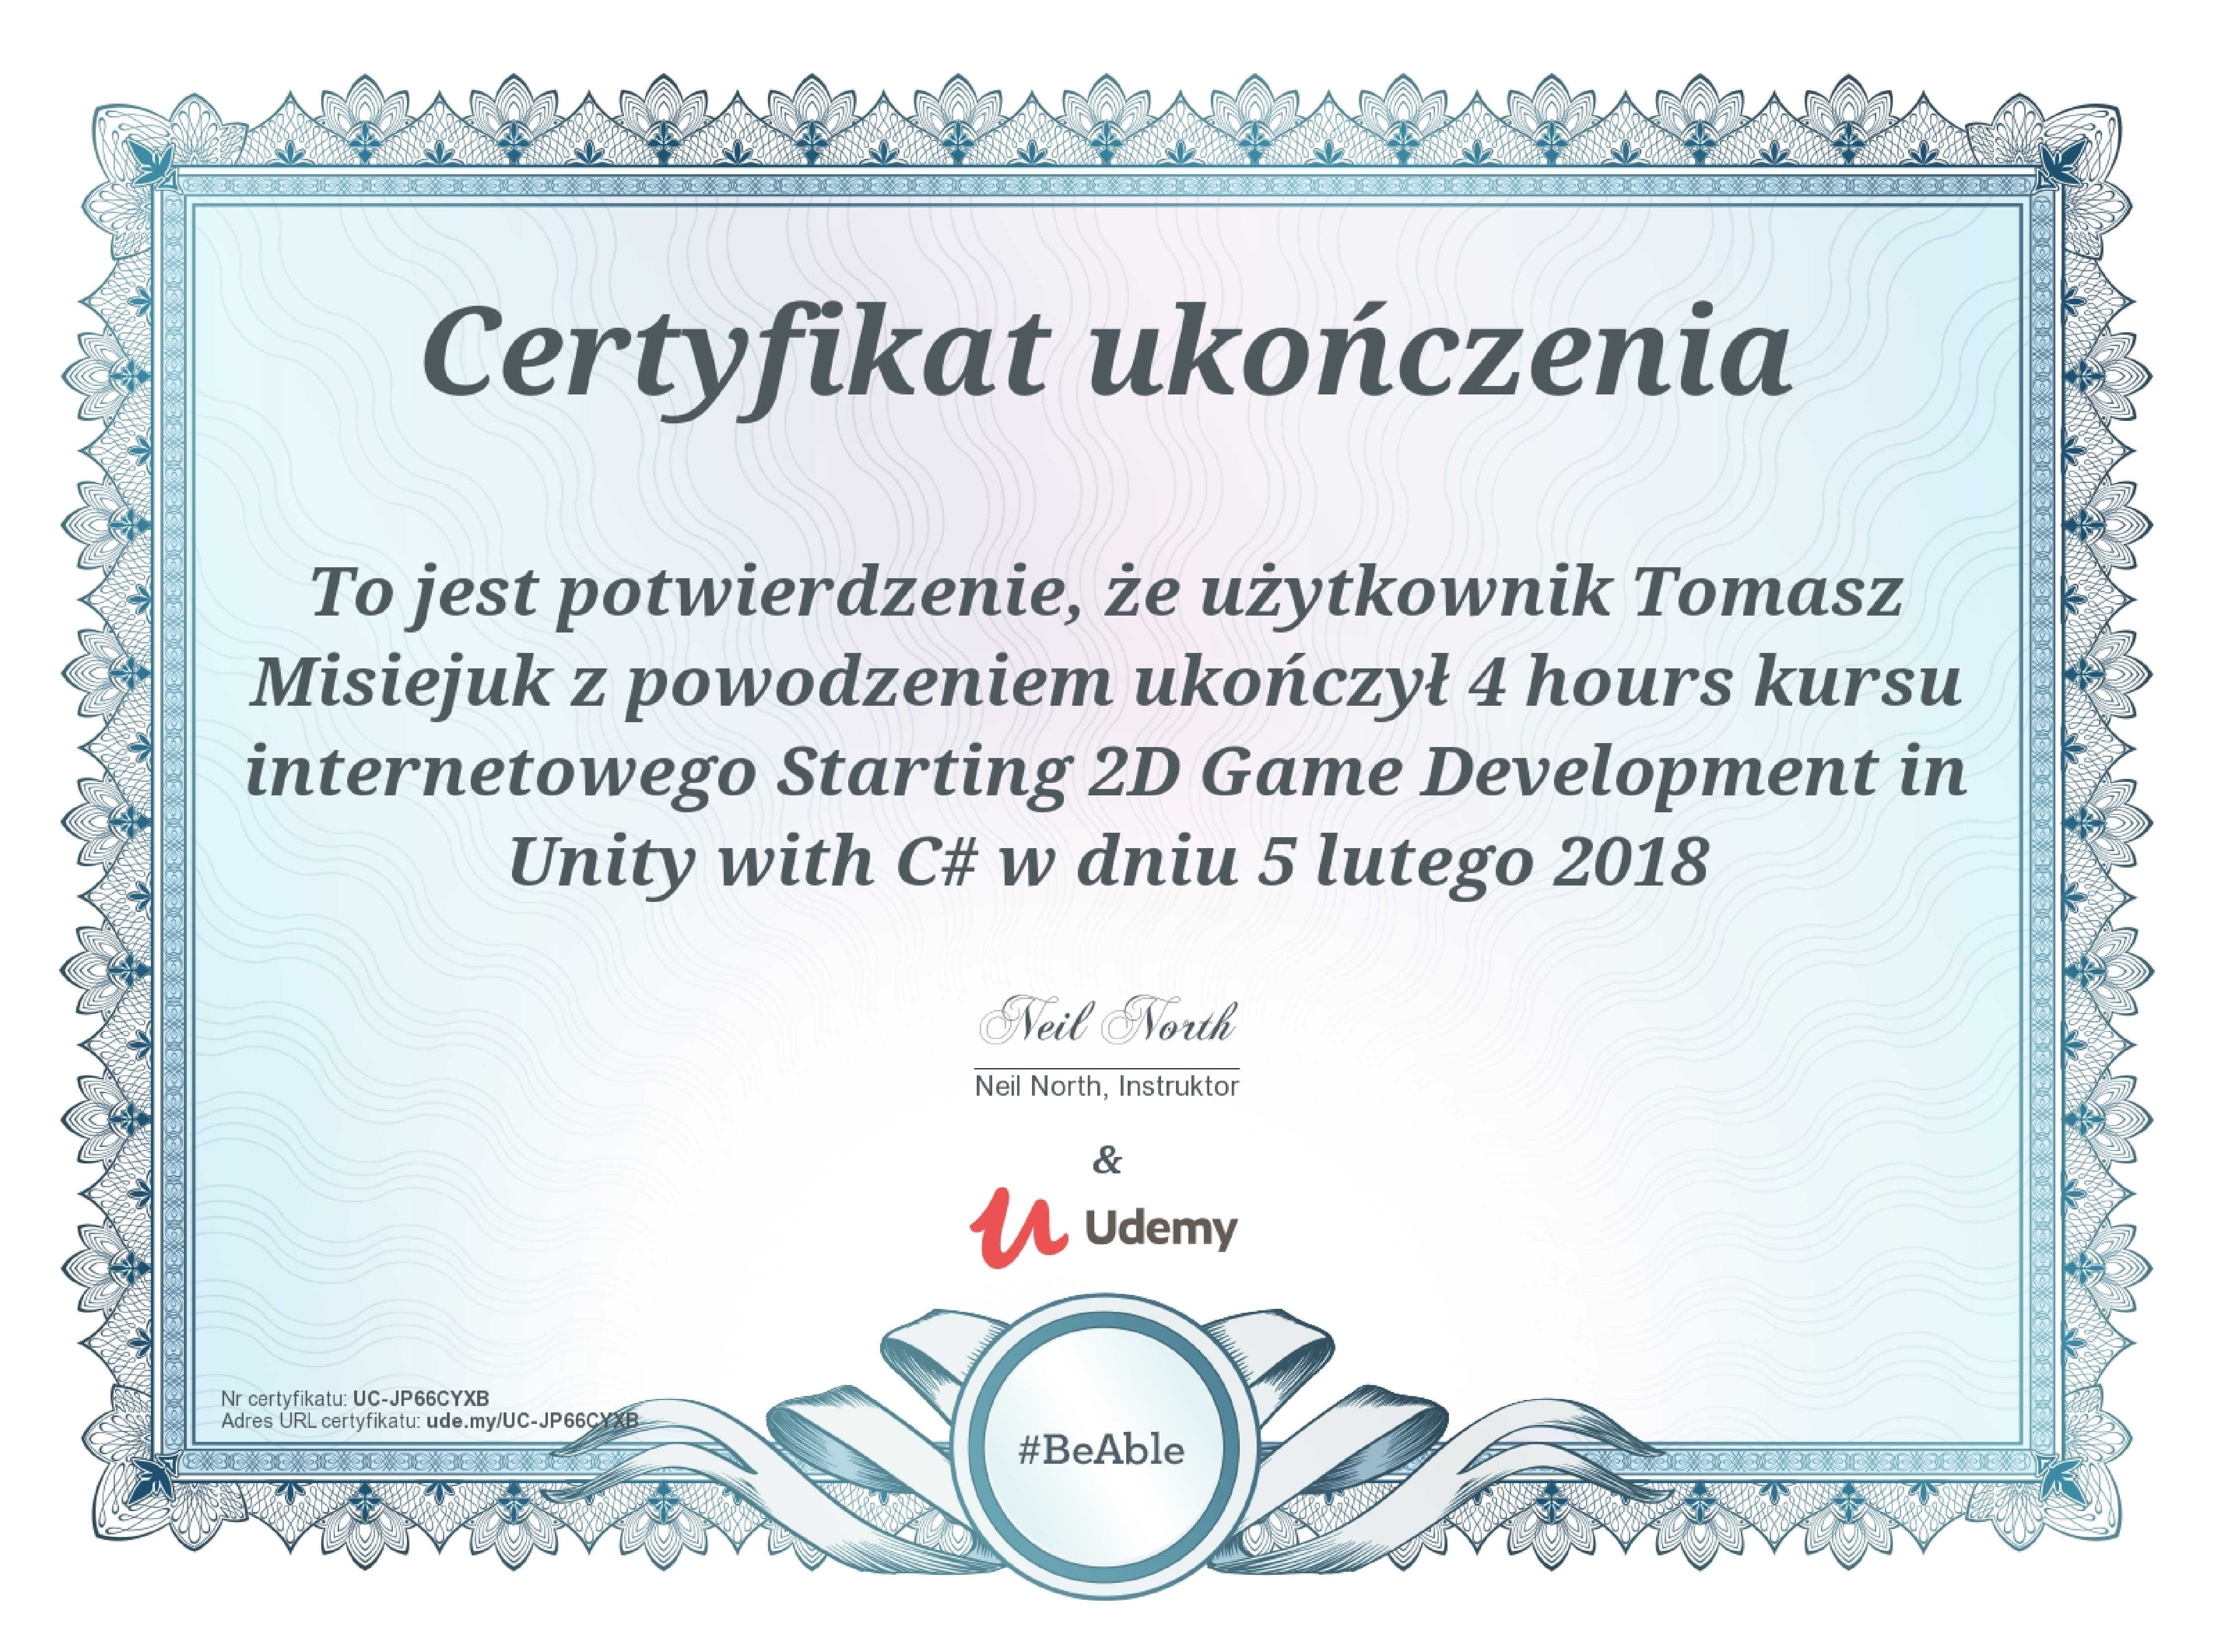 Certyfikat ukończenia
To jest potwierdzenie, że użytkownik Tomasz
Misiejuk z powodzeniem ukończył 4 hours kursu
internetowego Starting 2D Game Development in
Unity with C# w dniu 5 lutego 2018
Neil North
Neil North, Instruktor
&
Udemy
Nr certyfikatu: UC-JP66CYXB
Adres URL certyfikatu: ude.my/UC-JP66CYXB
#BeAble